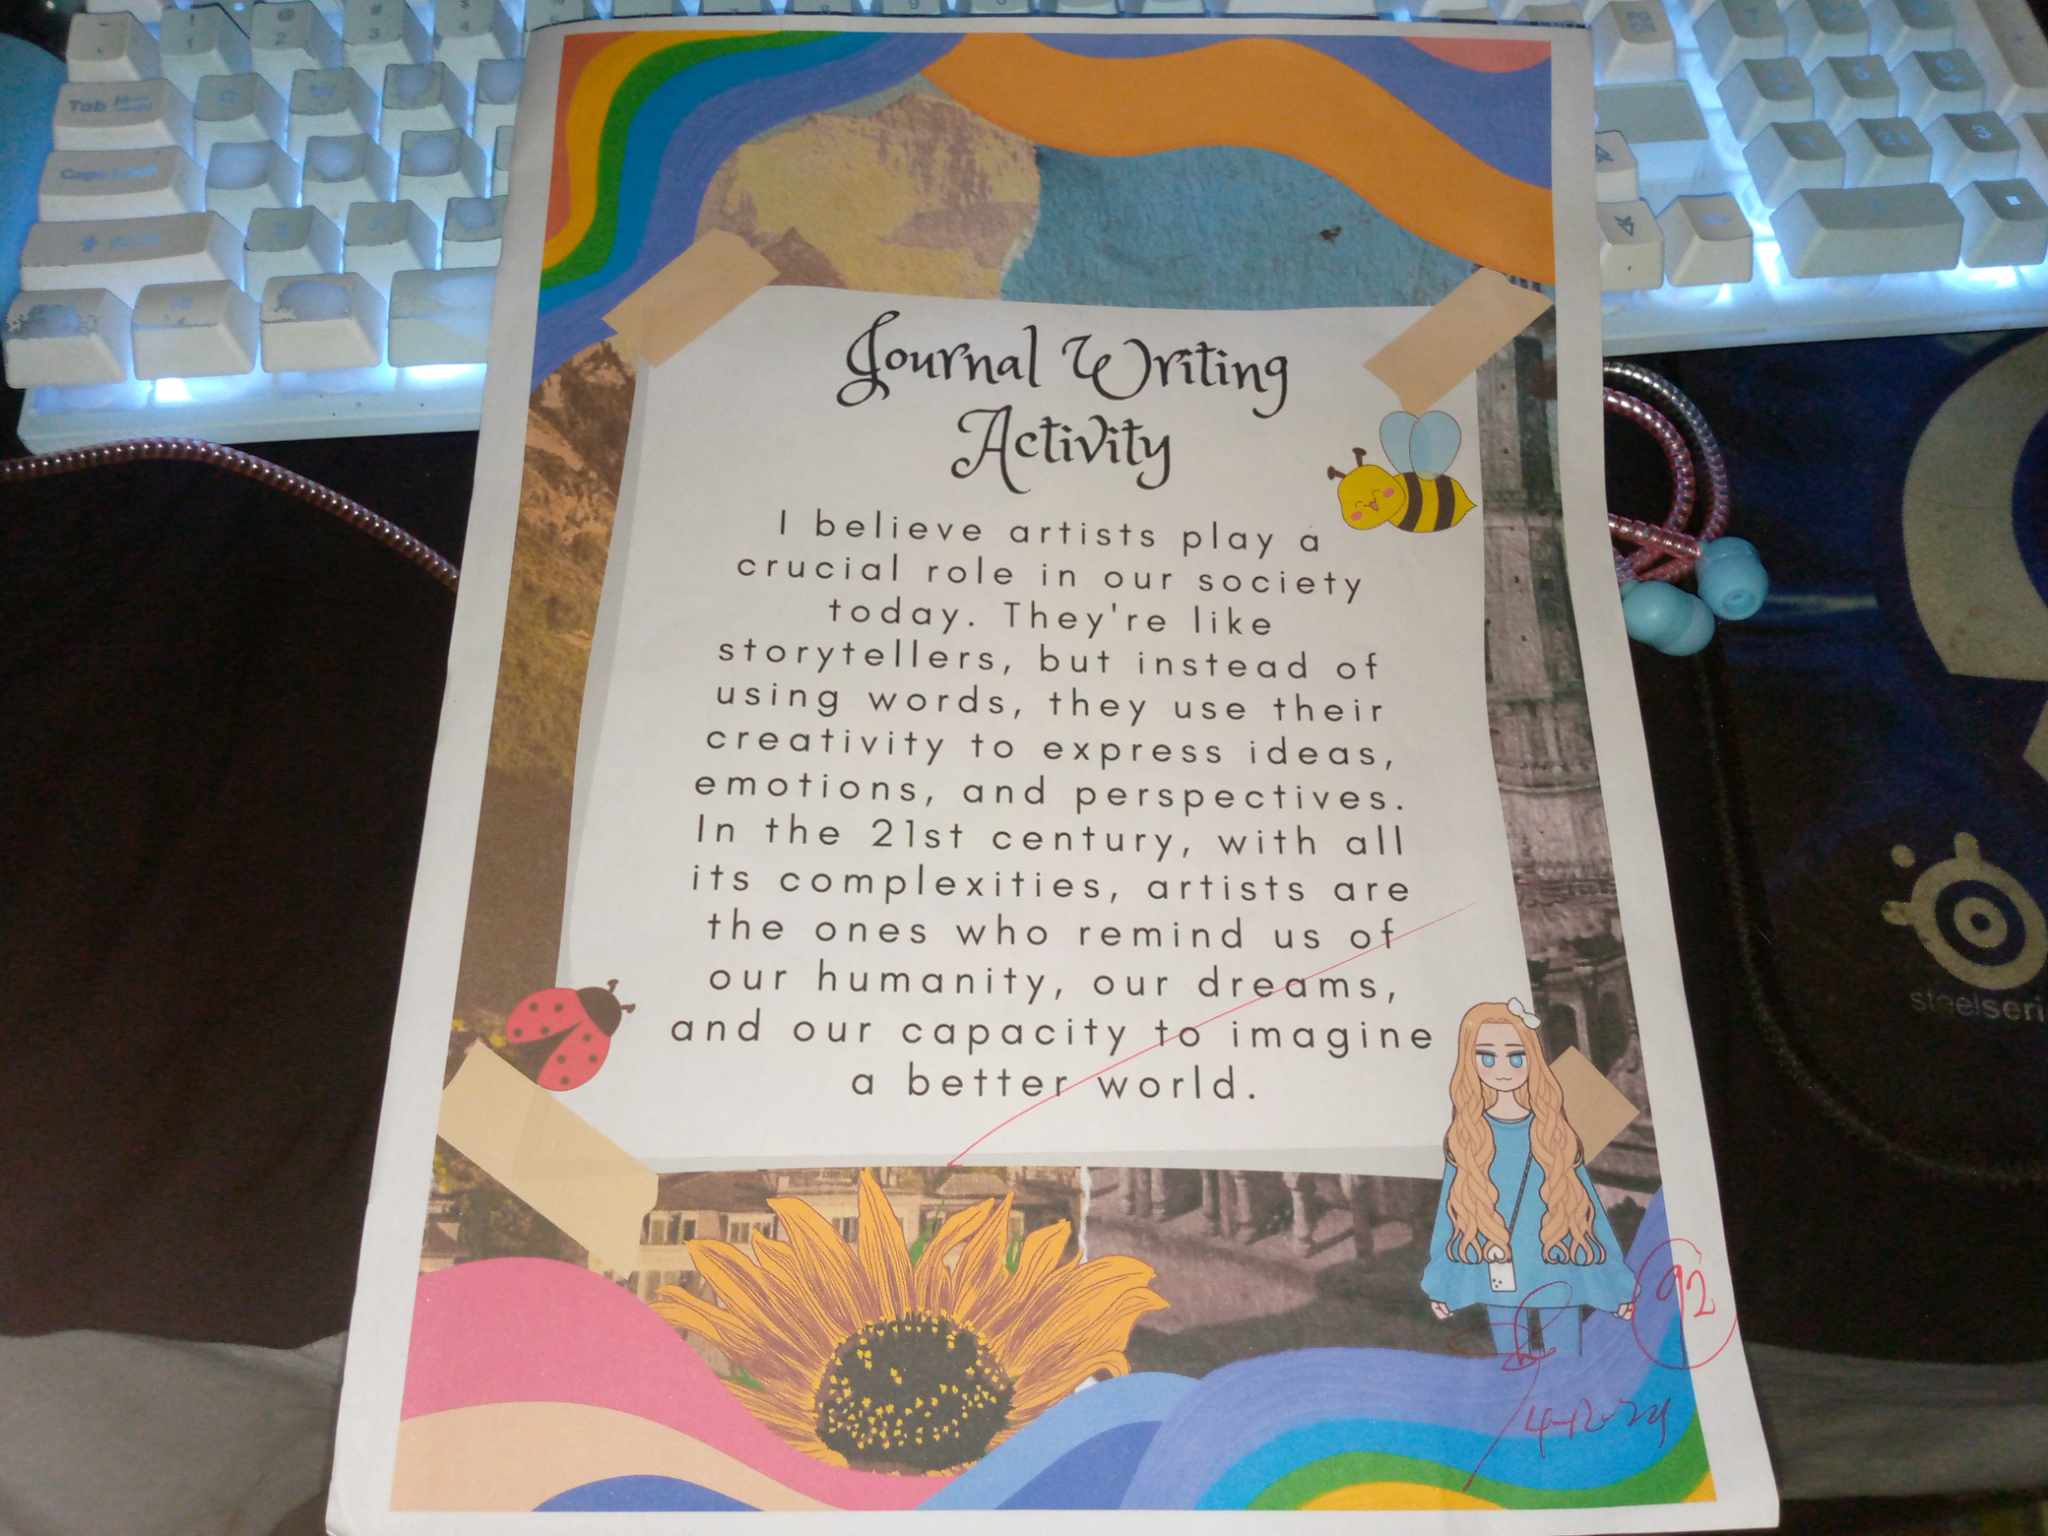 Journal Writing
Activity
I believe artists play a
crucial role in our society
today. They're like
storytellers, but instead of
using words, they use their
creativity to express ideas,
emotions, and perspectives.
In the 21st century, with all
its complexities, artists are
the ones who remind us of
our humanity, our dreams,
and our capacity to imagine
a better world.
92
4-12-24
Tab
Caps Lock
steelseri